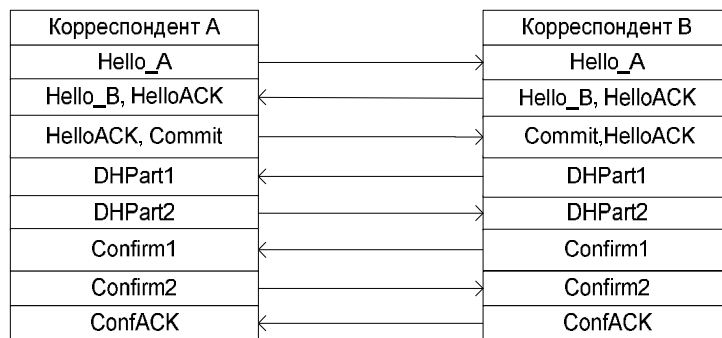 Корреспондент А Корреспондент В
Hello_A Hello_A
Hello_B, HelloACK Hello_B, HelloACK
HelloACK, Commit Commit,HelloACK
DHPart1 DHPart1
DHPart2 DHPart2
Confirm1 Confirm1
Confirm2 Confirm2
ConfACK ConfACK